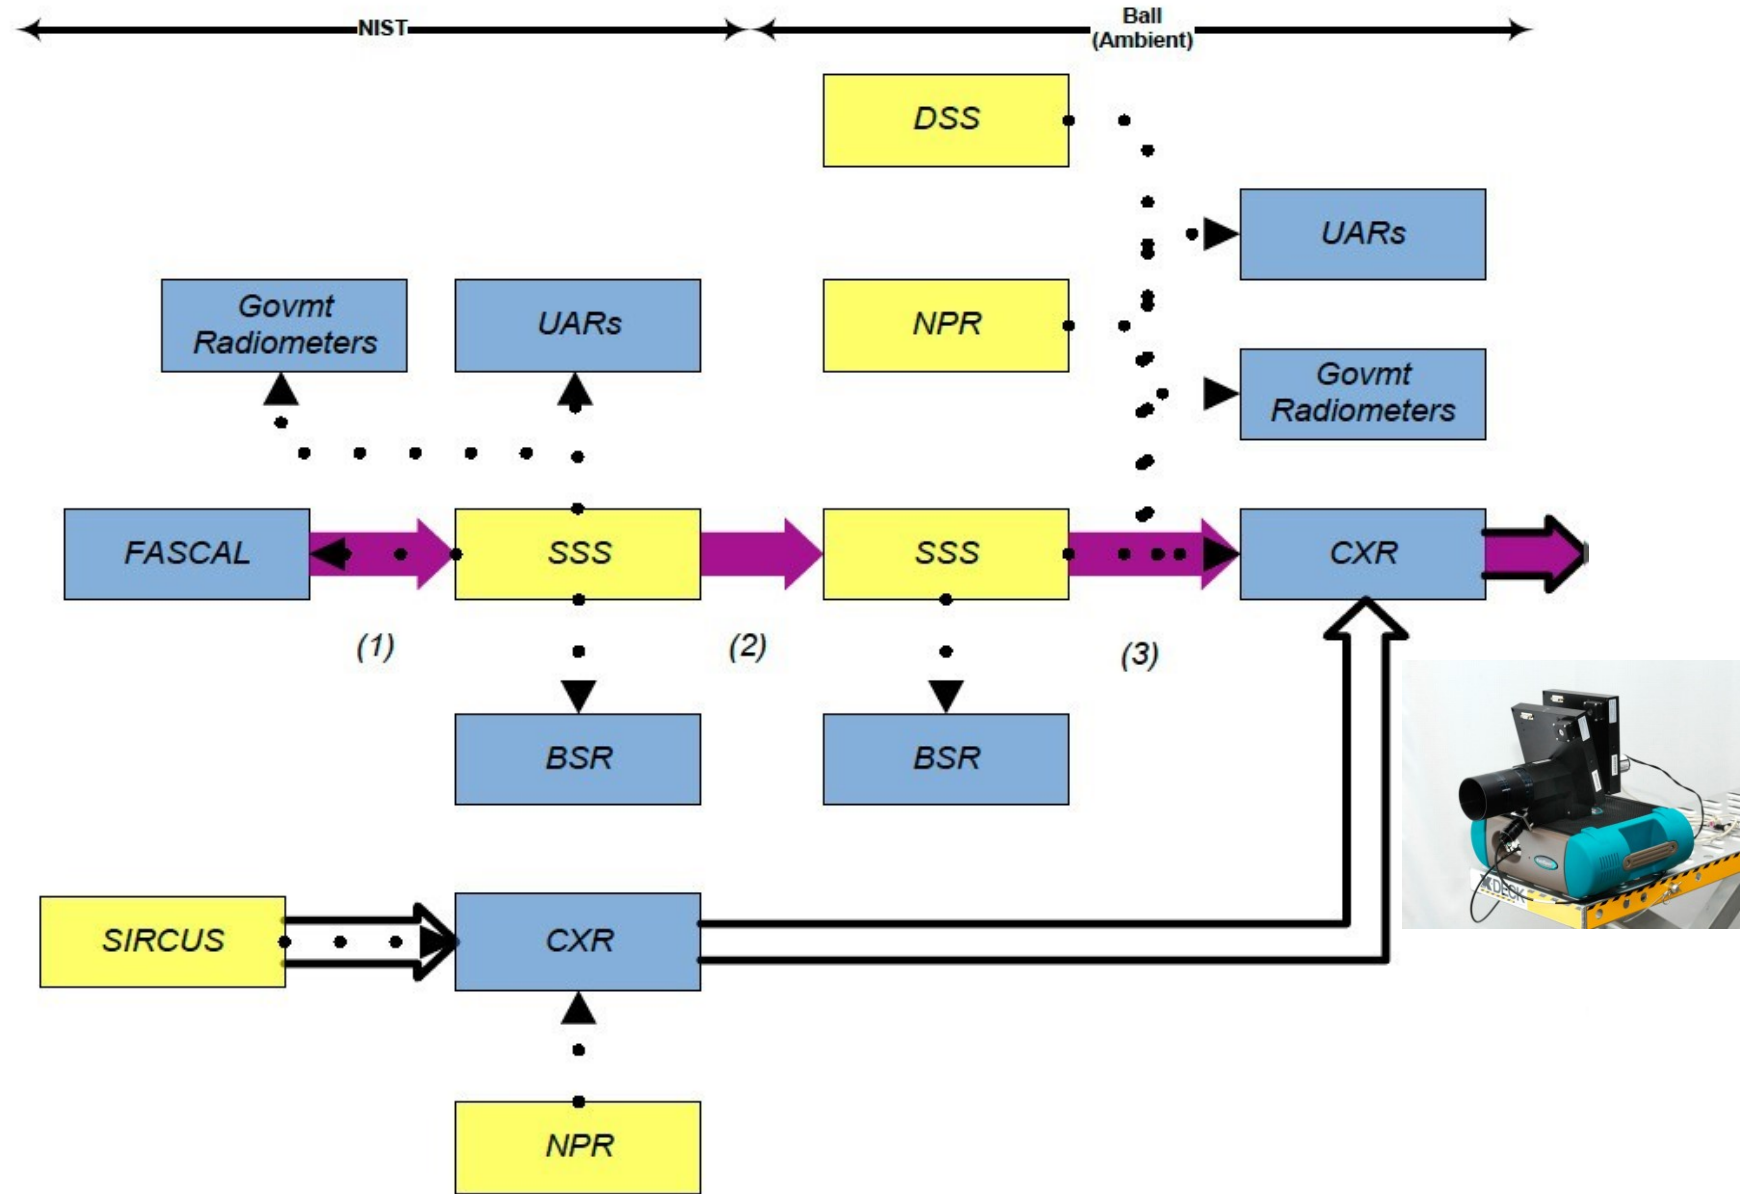 NIST
Ball
(Ambient)
DSS
UARs
Govmt
Radiometers
UARs
NPR
Govmt
Radiometers
FASCAL
SSS
SSS
CXR
(1)
(2)
(3)
BSR
BSR
XDECK
SIRCUS
CXR
NPR